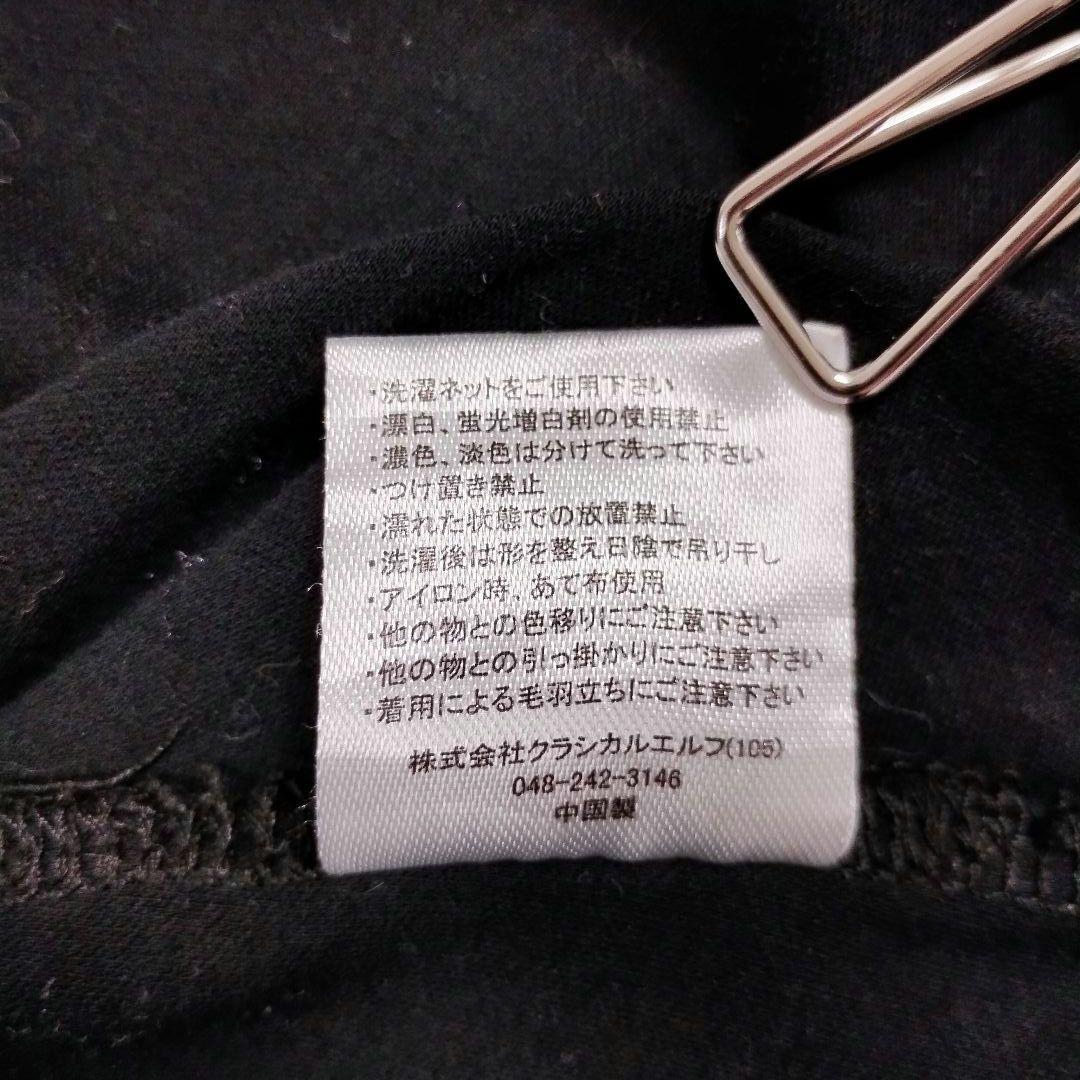 ・洗濯ネットをご使用下さい
・漂白、蛍光増白剤の使用禁止
・濃色、淡色は分けて洗って下さい
・つけ置き禁止
・濡れた状態での放置禁止
・洗濯後は形を整え日陰で吊り干し
・アイロン時、あて布使用
・他の物との色移りにご注意下さい
・他の物との引っ掛かりにご注意下さい
・着用による毛羽立ちにご注意下さい
株式会社クラシカルエルフ(105)
048-242-3146
中国製